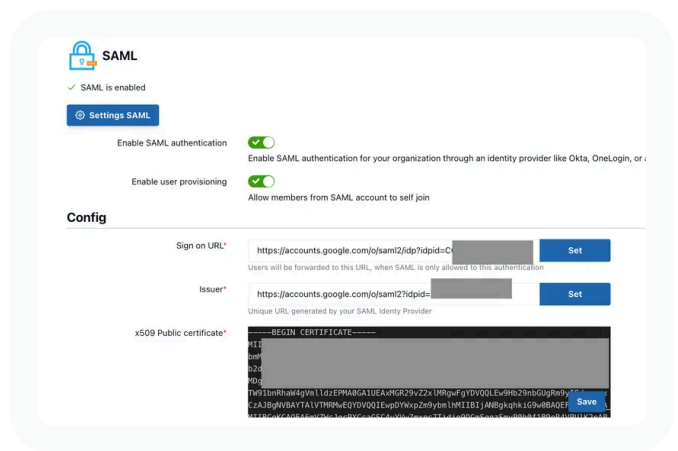 SAML
SAML is enabled
Settings SAML
Enable SAML authentication
Enable SAML authentication for your organization through an identity provider like Okta, OneLogin, or
Enable user provisioning
Allow members from SAML account to self join
Config
Sign on URL*
https://accounts.google.com/o/saml2/idp?idpid=C
Set
Users will be forwarded to this URL, when SAML is only allowed to this authentication
Issuer*
https://accounts.google.com/o/saml2?idpid=
Set
Unique URL generated by your SAML Identy Provider
x509 Public certificate*
-----BEGIN CERTIFICATE-----
MII
bmM
b2d
MDg
Save